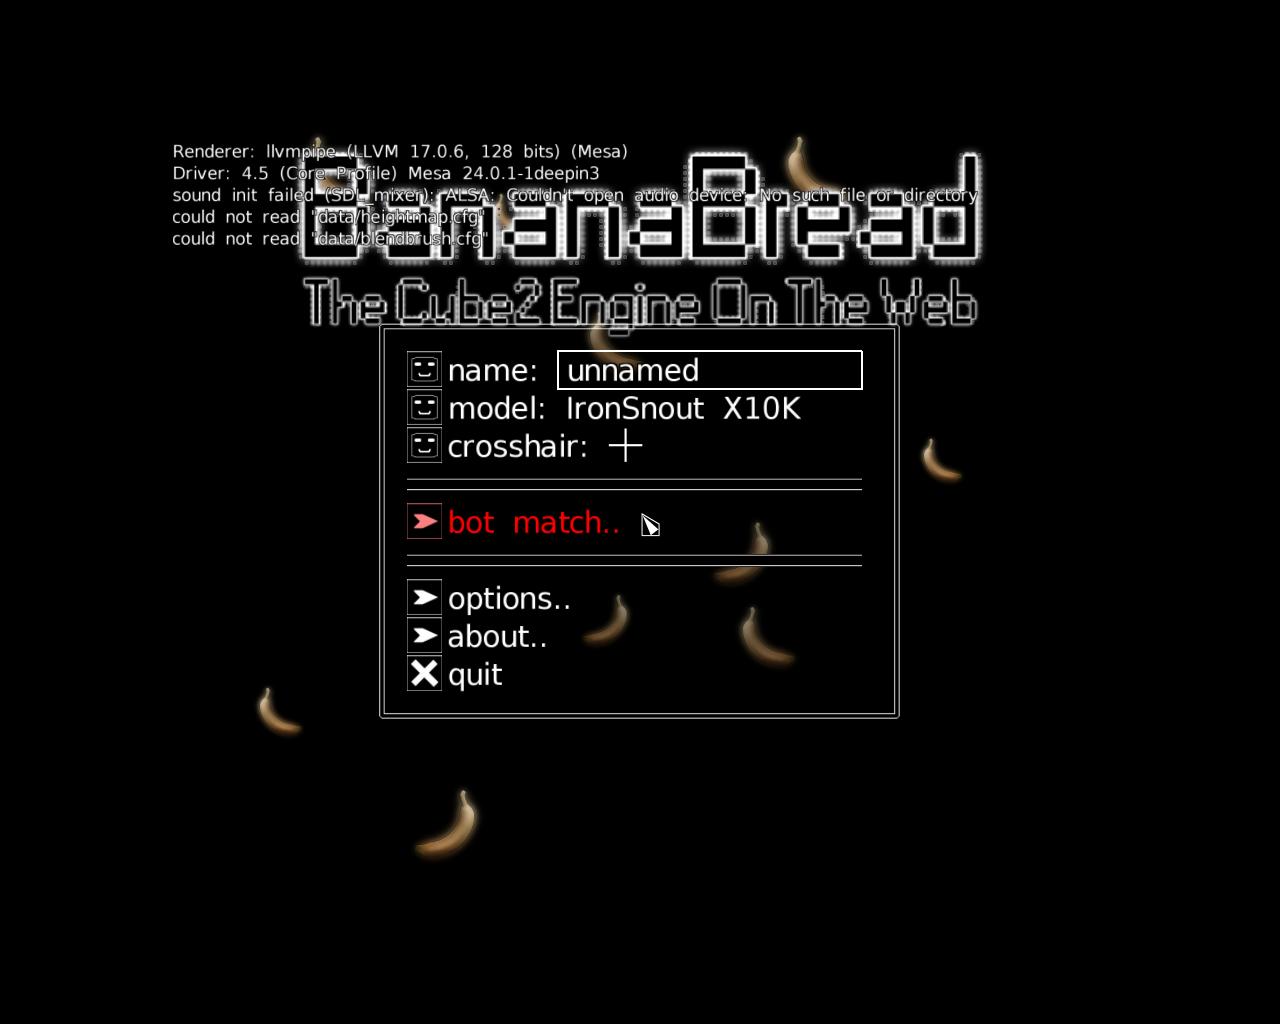 Renderer: llvmpipe (LLVM 17.0.6, 128 bits) (Mesa)
Driver: 4.5 (Core Profile) Mesa 24.0.1-1deepin3
sound init failed (SDL_mixer): ALSA: Couldn't open audio device: No such file or directory
could not read "data/heightmap.cfg"
could not read "data/blendbrush.cfg"
BananaBread
The Cube2 Engine On The Web
name: unnamed
model: IronSnout X10K
crosshair:
bot match..
options..
about..
quit